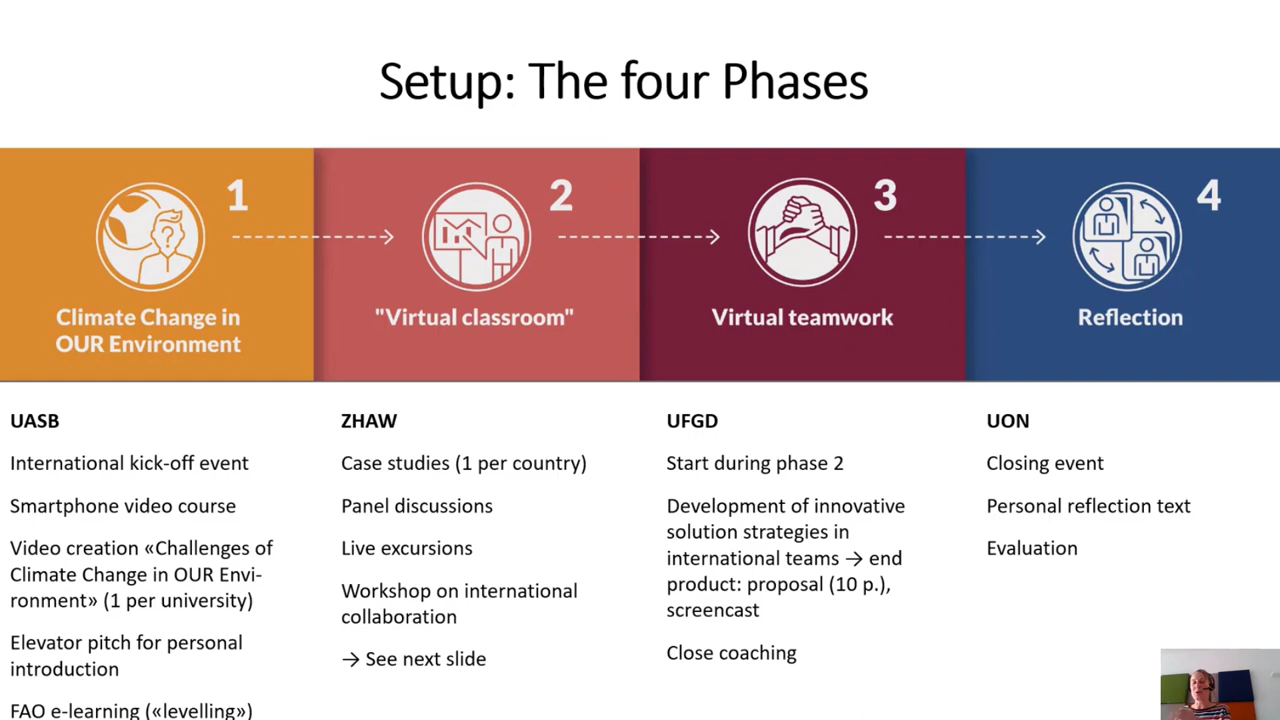 Setup: The four Phases
1
Climate Change in
OUR Environment
2
"Virtual classroom"
3
Virtual teamwork
4
Reflection
UASB
International kick-off event
Smartphone video course
Video creation «Challenges of
Climate Change in OUR Envi-
ronment» (1 per university)
Elevator pitch for personal
introduction
FAO e-learning («levelling»)
ZHAW
Case studies (1 per country)
Panel discussions
Live excursions
Workshop on international
collaboration
→ See next slide
UFGD
Start during phase 2
Development of innovative
solution strategies in
international teams → end
product: proposal (10 p.),
screencast
Close coaching
UON
Closing event
Personal reflection text
Evaluation